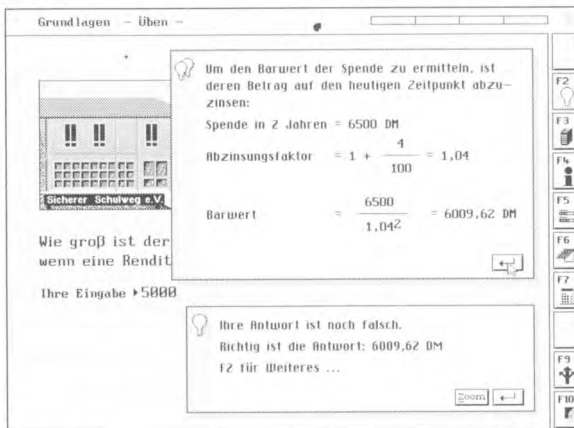 Grundlagen - Üben -
Um den Barwert der Spende zu ermitteln, ist
deren Betrag auf den heutigen Zeitpunkt abzu-
zinsen:
Spende in 2 Jahren = 6500 DM
Abzinsungsfaktor = 1 + 4/100 = 1,04
Barwert = 6500/1,04² = 6009,62 DM
Sicherer Schulweg e.V.
Wie groß ist der
wenn eine Rendit
Ihre Eingabe ▸5000
Ihre Antwort ist noch falsch.
Richtig ist die Antwort: 6009,62 DM
F2 für Weiteres ...
Zoom
F2
F3
F4
F5
F6
F7
F9
F10